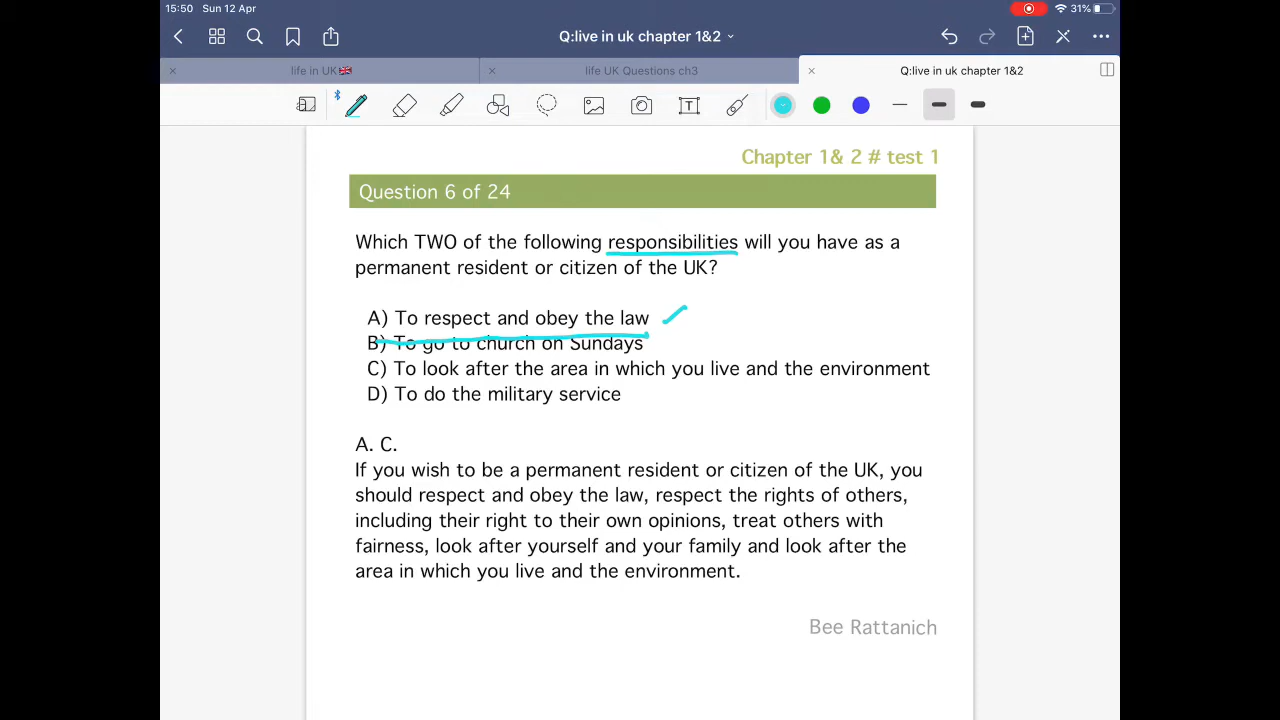 15:50 Sun 12 Apr 31%
Q:live in uk chapter 1&2
life in UK🇬🇧 life UK Questions ch3 Q:live in uk chapter 1&2
T
Chapter 1& 2 # test 1
Question 6 of 24
Which TWO of the following responsibilities will you have as a
permanent resident or citizen of the UK?
A) To respect and obey the law
B) To go to church on Sundays
C) To look after the area in which you live and the environment
D) To do the military service
A. C.
If you wish to be a permanent resident or citizen of the UK, you
should respect and obey the law, respect the rights of others,
including their right to their own opinions, treat others with
fairness, look after yourself and your family and look after the
area in which you live and the environment.
Bee Rattanich